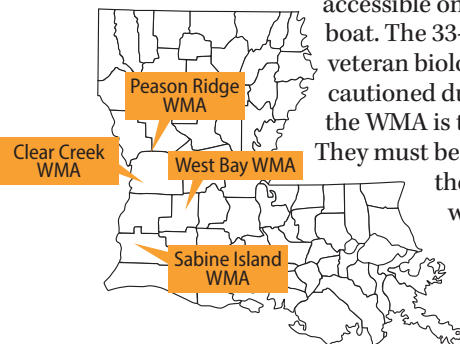 accessible on
boat. The 33-
veteran biolo
cautioned du
the WMA is t
They must be
the
w
Peason Ridge
WMA
Clear Creek
WMA
West Bay WMA
Sabine Island
WMA